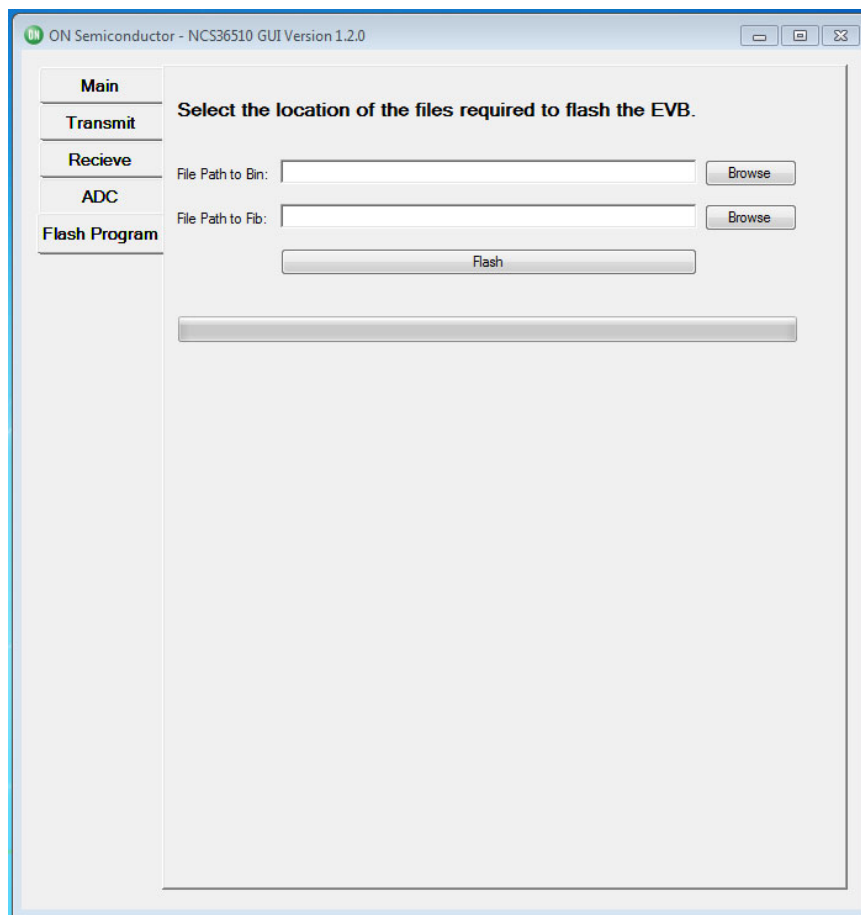 ON ON Semiconductor - NCS36510 GUI Version 1.2.0
Main
Transmit
Recieve
ADC
Flash Program
Select the location of the files required to flash the EVB.
File Path to Bin: Browse
File Path to Fib: Browse
Flash